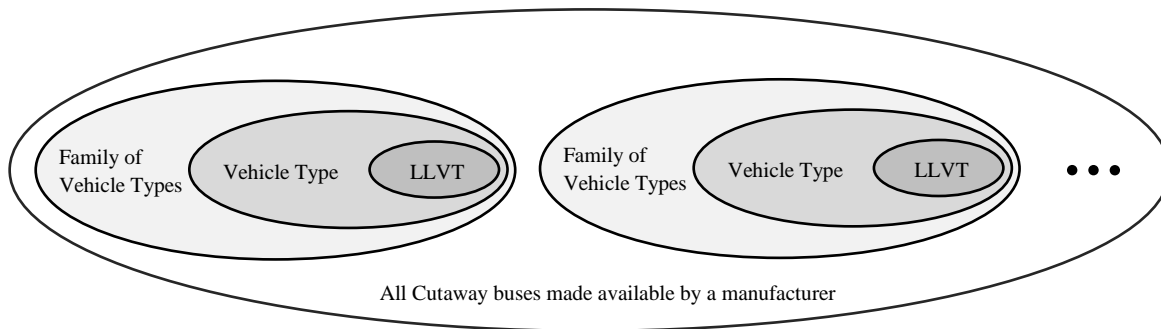 Family of
Vehicle Types
Vehicle Type
LLVT
Family of
Vehicle Types
Vehicle Type
LLVT
All Cutaway buses made available by a manufacturer